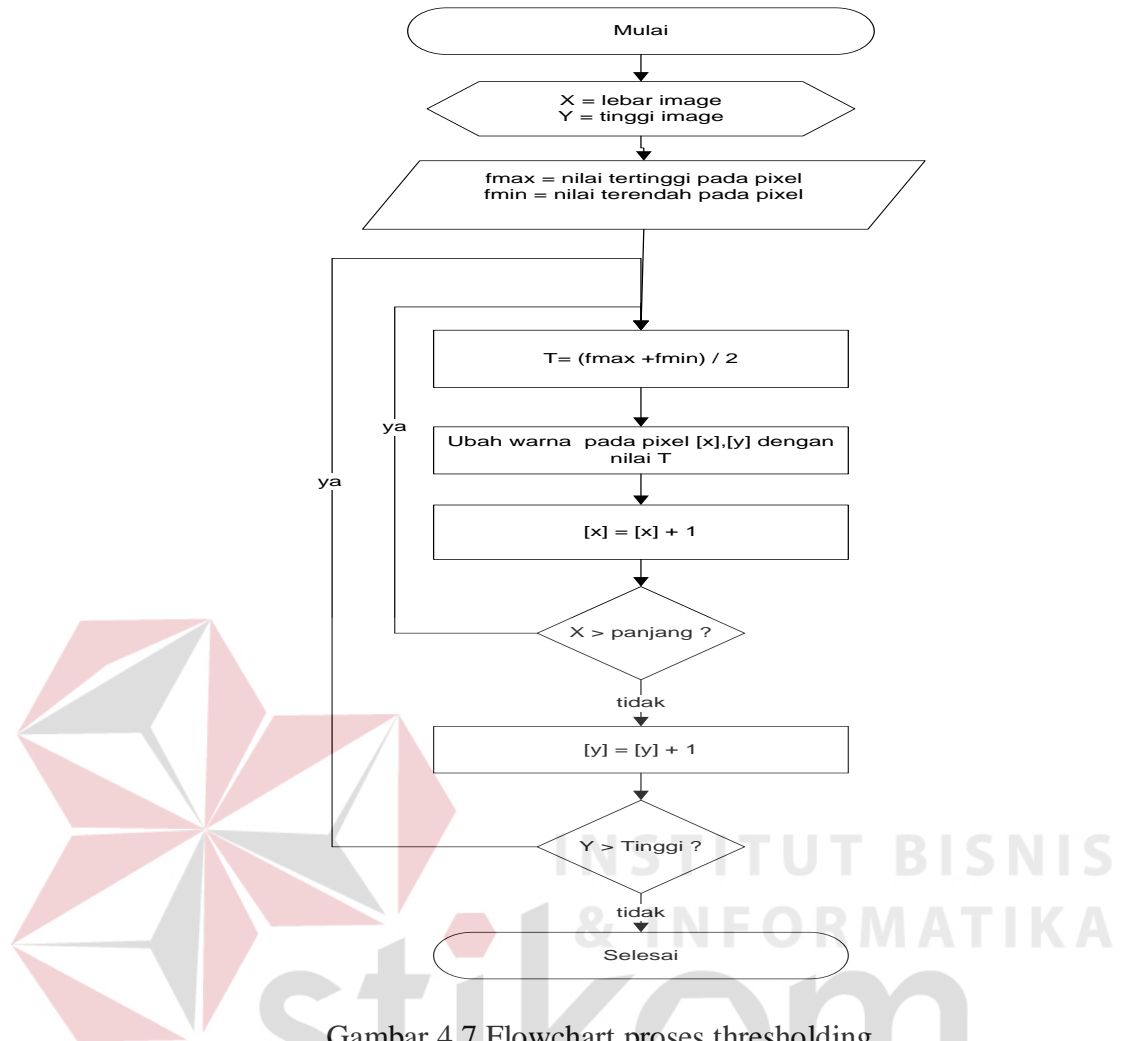 Mulai
X = lebar image
Y = tinggi image
fmax = nilai tertinggi pada pixel
fmin = nilai terendah pada pixel
T= (fmax +fmin) / 2
ya
Ubah warna pada pixel [x],[y] dengan
nilai T
ya
[x] = [x] + 1
X > panjang ?
tidak
[y] = [y] + 1
Y > Tinggi ?
INSTITUT BISNIS
tidak
& INFORMATIKA
Selesai
stikom
Gambar 4.7 Flowchart proses thresholding